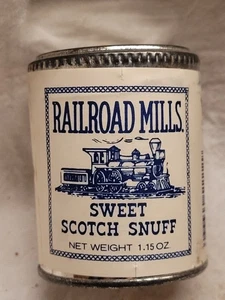 RAILROAD MILLS.
SWEET
SCOTCH SNUFF
NET WEIGHT 1.15 OZ.